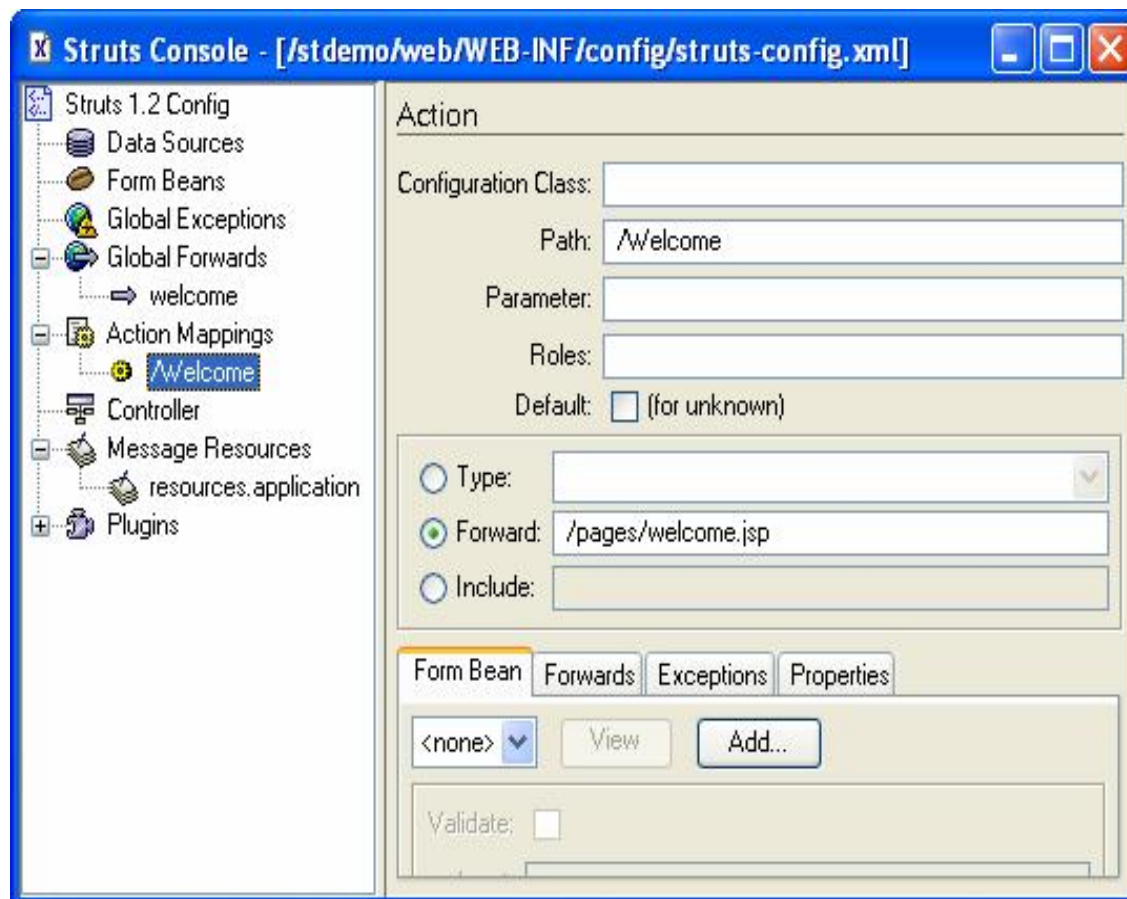 Struts Console - [/stdemo/web/WEB-INF/config/struts-config.xml]
Struts 1.2 Config
Data Sources
Form Beans
Global Exceptions
Global Forwards
welcome
Action Mappings
/Welcome
Controller
Message Resources
resources.application
Plugins
Action
Configuration Class:
Path: /Welcome
Parameter:
Roles:
Default: (for unknown)
Type:
Forward: /pages/welcome.jsp
Include:
Form Bean Forwards Exceptions Properties
<none> View Add...
Validate: